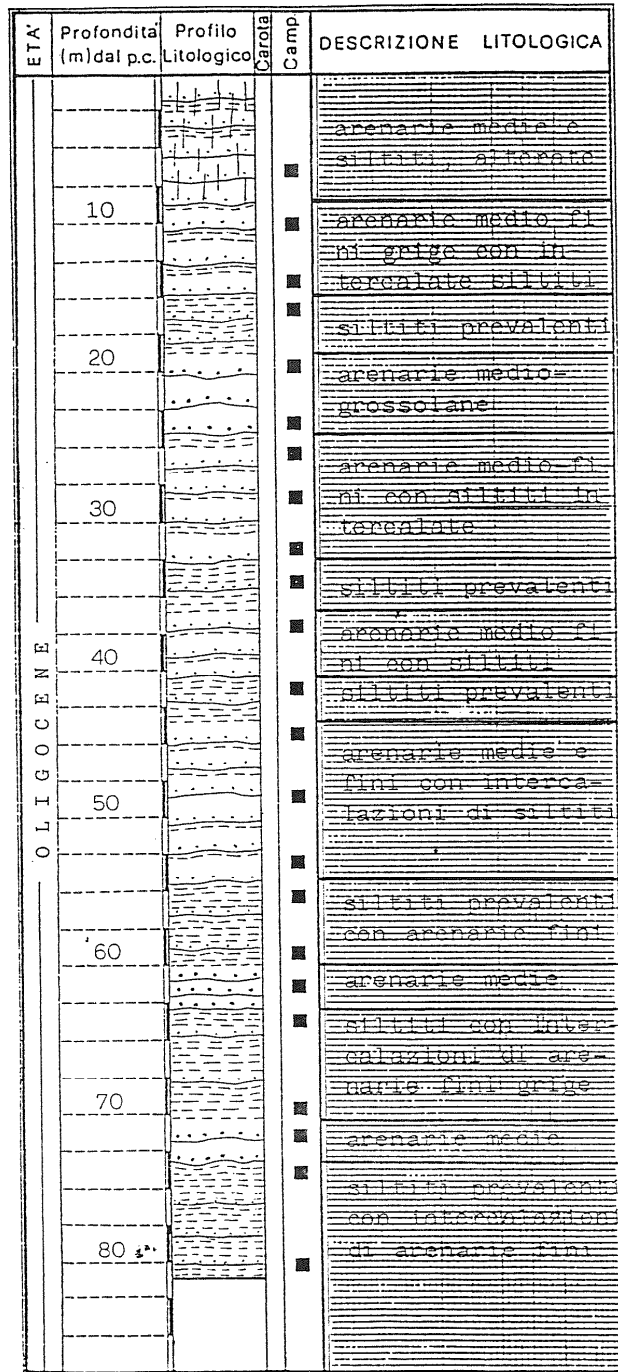 ETA'
Profondita' (m) dal p.c.
Profilo Litologico
Carota
Camp.
DESCRIZIONE LITOLOGICA
OLIGOCENE
arenarie medie e
siltiti, alterate
10
arenarie medio fi
ni grige con in-
tercalate siltiti
siltiti prevalenti
20
arenarie medio-
grossolane
arenarie medio-fi
ni con siltiti in
tercalate
30
siltiti prevalenti
arenarie medio fi
ni con siltiti
40
siltiti prevalenti
arenarie medie e
fini con interca-
lazioni di siltiti
50
siltiti prevalenti
con arenarie fini
60
arenarie medie
siltiti con inter-
calazioni di are-
narie fini grige
70
arenarie medie
siltiti prevalenti
con intercalazioni
di arenarie fini
80